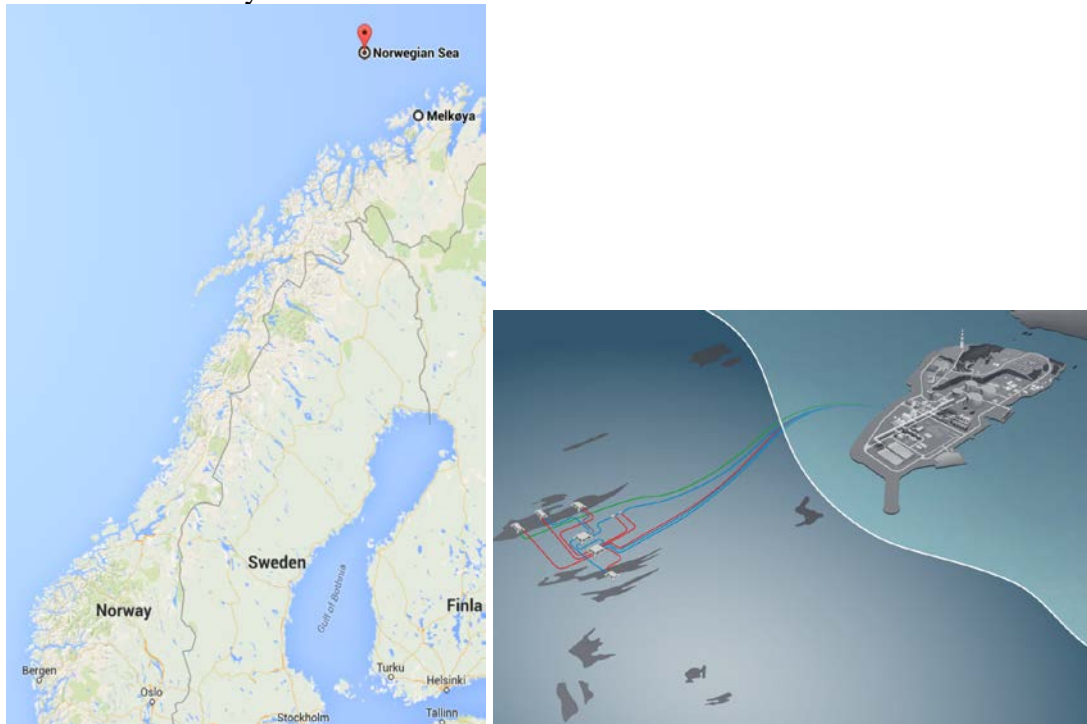 Norwegian Sea
Melkøya
Sweden
Gulf of Bothnia
Norway
Finla
Bergen
Turku
Oslo
Helsinki
Stockholm
Tallinn